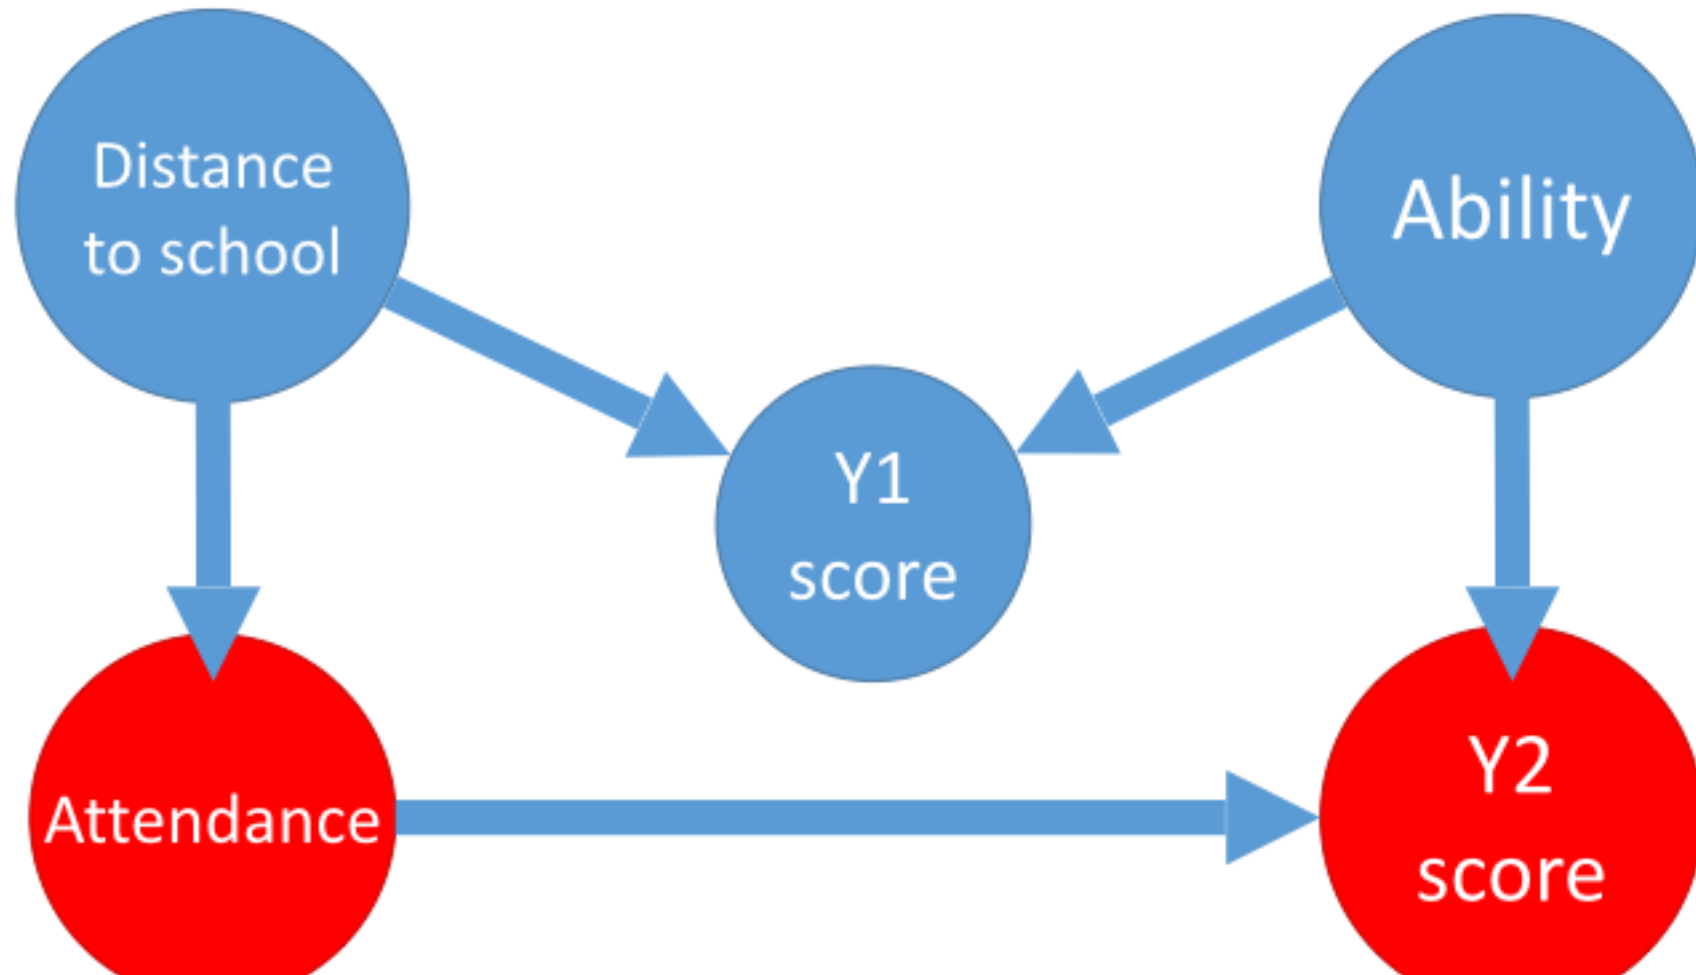 Distance
to school
Ability
Y1
score
Attendance
Y2
score